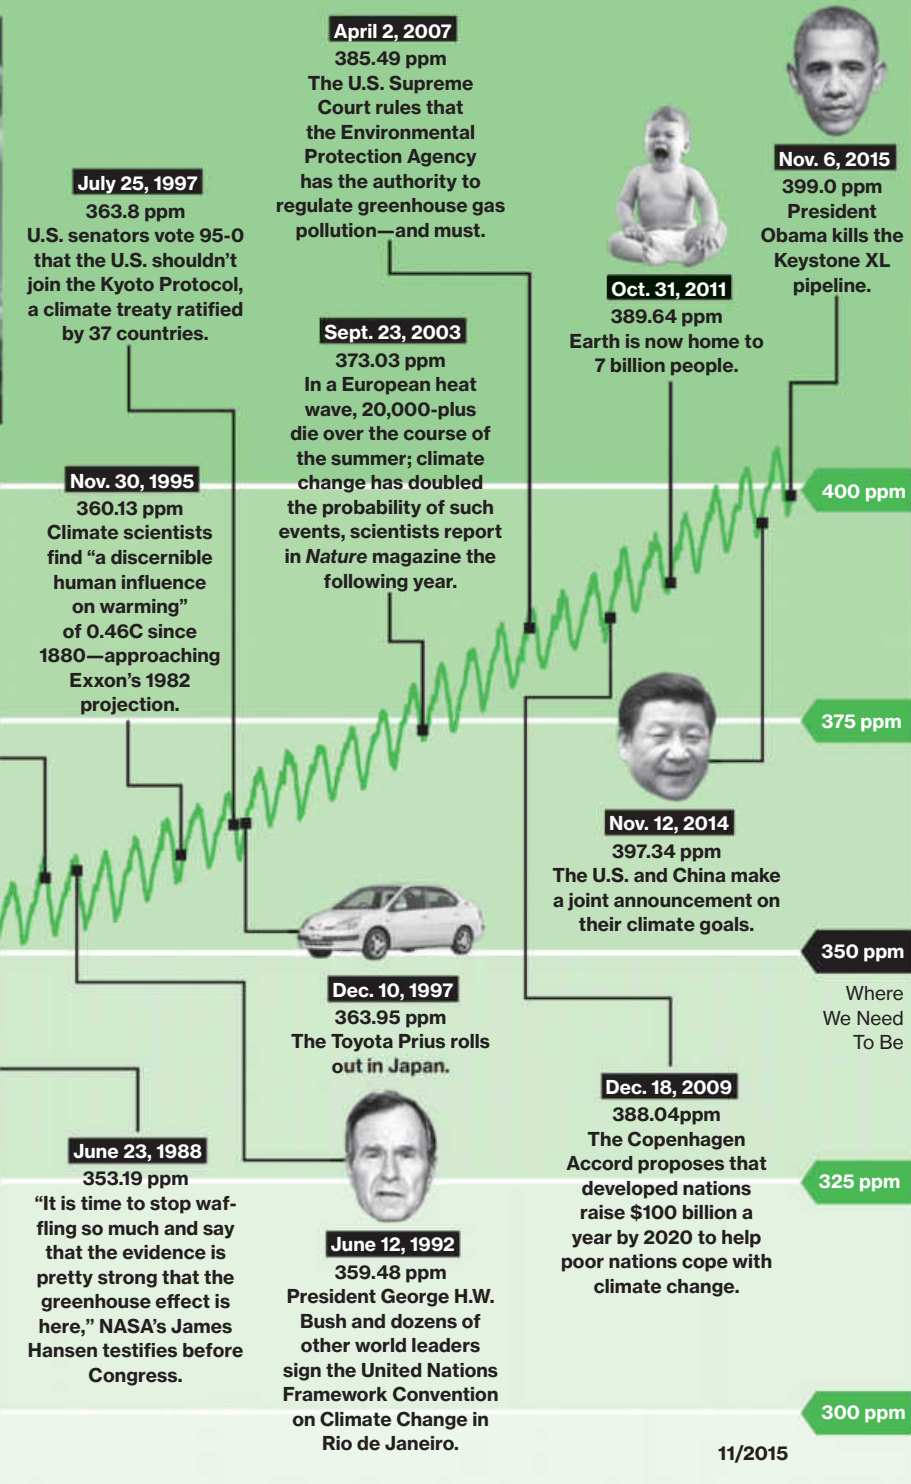 April 2, 2007
385.49 ppm
The U.S. Supreme
Court rules that
the Environmental
Protection Agency
has the authority to
regulate greenhouse gas
pollution—and must.
Nov. 6, 2015
399.0 ppm
President
Obama kills the
Keystone XL
pipeline.
July 25, 1997
363.8 ppm
U.S. senators vote 95-0
that the U.S. shouldn't
join the Kyoto Protocol,
a climate treaty ratified
by 37 countries.
Oct. 31, 2011
389.64 ppm
Earth is now home to
7 billion people.
Sept. 23, 2003
373.03 ppm
In a European heat
wave, 20,000-plus
die over the course of
the summer; climate
change has doubled
the probability of such
events, scientists report
in Nature magazine the
following year.
Nov. 30, 1995
360.13 ppm
Climate scientists
find “a discernible
human influence
on warming”
of 0.46C since
1880—approaching
Exxon's 1982
projection.
400 ppm
375 ppm
Nov. 12, 2014
397.34 ppm
The U.S. and China make
a joint announcement on
their climate goals.
350 ppm
Where
We Need
To Be
Dec. 10, 1997
363.95 ppm
The Toyota Prius rolls
out in Japan.
Dec. 18, 2009
388.04ppm
The Copenhagen
Accord proposes that
developed nations
raise $100 billion a
year by 2020 to help
poor nations cope with
climate change.
June 23, 1988
353.19 ppm
“It is time to stop waf-
fling so much and say
that the evidence is
pretty strong that the
greenhouse effect is
here,” NASA's James
Hansen testifies before
Congress.
325 ppm
June 12, 1992
359.48 ppm
President George H.W.
Bush and dozens of
other world leaders
sign the United Nations
Framework Convention
on Climate Change in
Rio de Janeiro.
300 ppm
11/2015